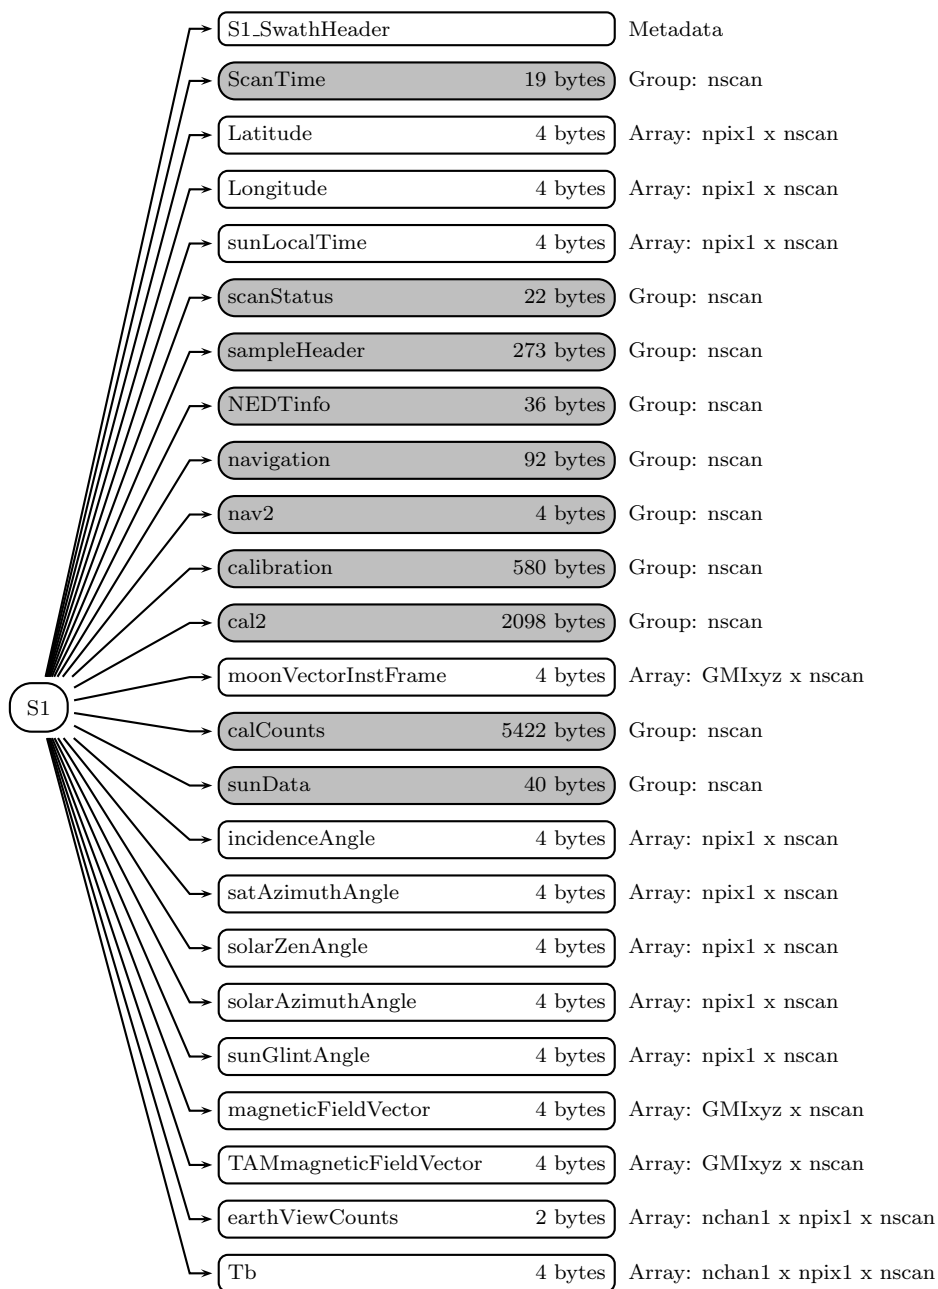 S1_SwathHeader Metadata
ScanTime 19 bytes Group: nscan
Latitude 4 bytes Array: npix1 x nscan
Longitude 4 bytes Array: npix1 x nscan
sunLocalTime 4 bytes Array: npix1 x nscan
scanStatus 22 bytes Group: nscan
sampleHeader 273 bytes Group: nscan
NEDTinfo 36 bytes Group: nscan
navigation 92 bytes Group: nscan
nav2 4 bytes Group: nscan
calibration 580 bytes Group: nscan
cal2 2098 bytes Group: nscan
moonVectorInstFrame 4 bytes Array: GMIxyz x nscan
S1
calCounts 5422 bytes Group: nscan
sunData 40 bytes Group: nscan
incidenceAngle 4 bytes Array: npix1 x nscan
satAzimuthAngle 4 bytes Array: npix1 x nscan
solarZenAngle 4 bytes Array: npix1 x nscan
solarAzimuthAngle 4 bytes Array: npix1 x nscan
sunGlintAngle 4 bytes Array: npix1 x nscan
magneticFieldVector 4 bytes Array: GMIxyz x nscan
TAMmagneticFieldVector 4 bytes Array: GMIxyz x nscan
earthViewCounts 2 bytes Array: nchan1 x npix1 x nscan
Tb 4 bytes Array: nchan1 x npix1 x nscan